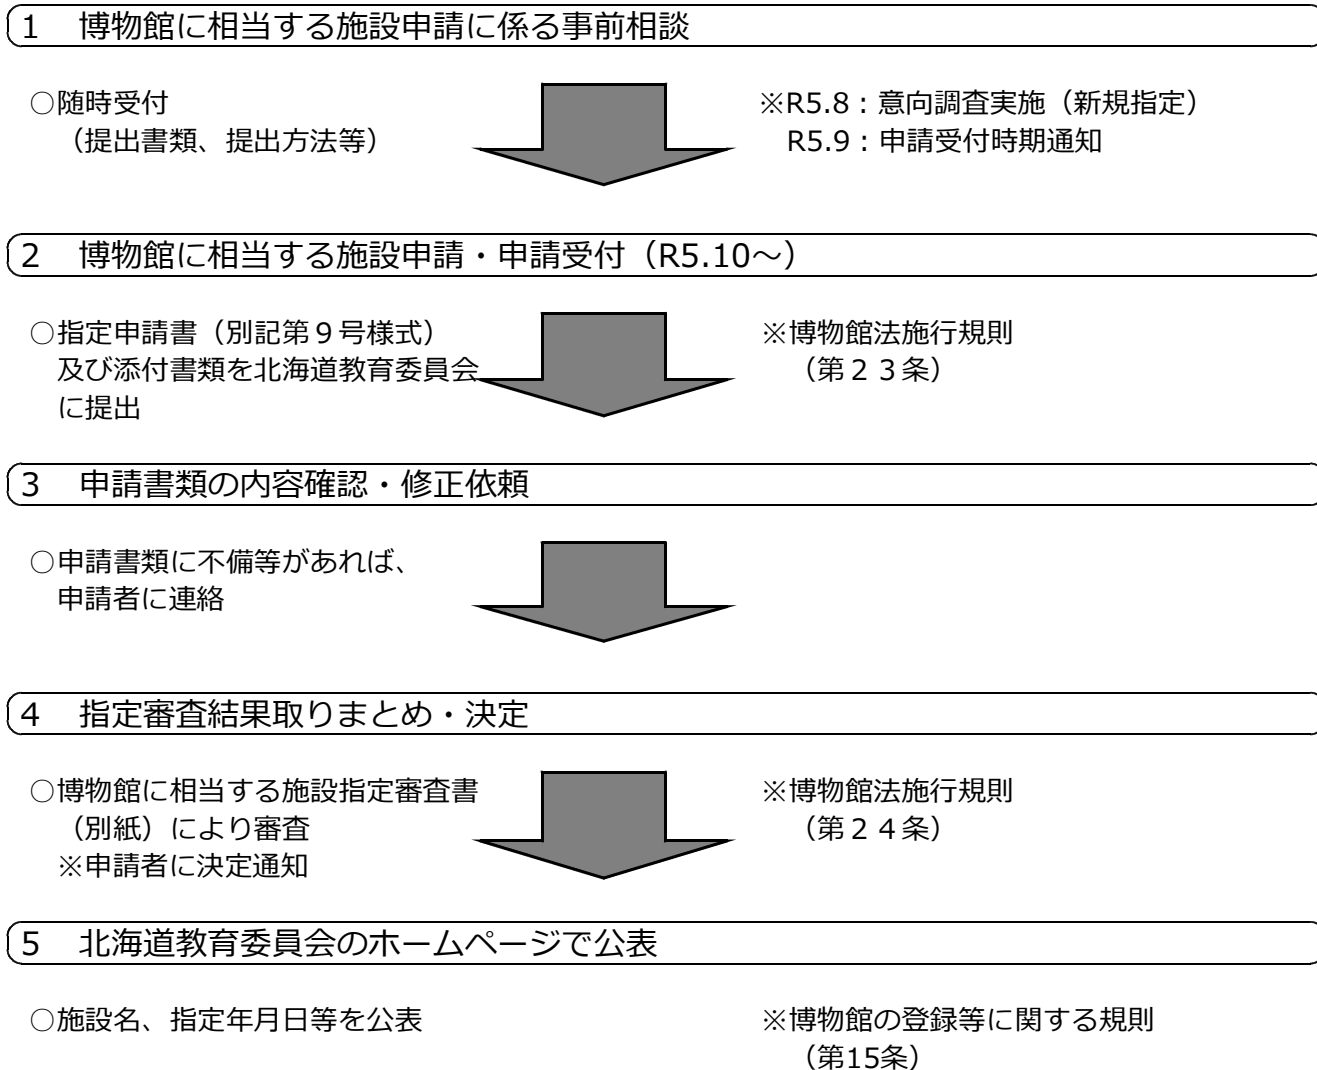 1　博物館に相当する施設申請に係る事前相談
○随時受付
（提出書類、提出方法等）
※R5.8：意向調査実施（新規指定）
R5.9：申請受付時期通知
2　博物館に相当する施設申請・申請受付（R5.10～）
○指定申請書（別記第９号様式）
及び添付書類を北海道教育委員会
に提出
※博物館法施行規則
（第２３条）
3　申請書類の内容確認・修正依頼
○申請書類に不備等があれば、
申請者に連絡
4　指定審査結果取りまとめ・決定
○博物館に相当する施設指定審査書
（別紙）により審査
※申請者に決定通知
※博物館法施行規則
（第２４条）
5　北海道教育委員会のホームページで公表
○施設名、指定年月日等を公表
※博物館の登録等に関する規則
（第15条）